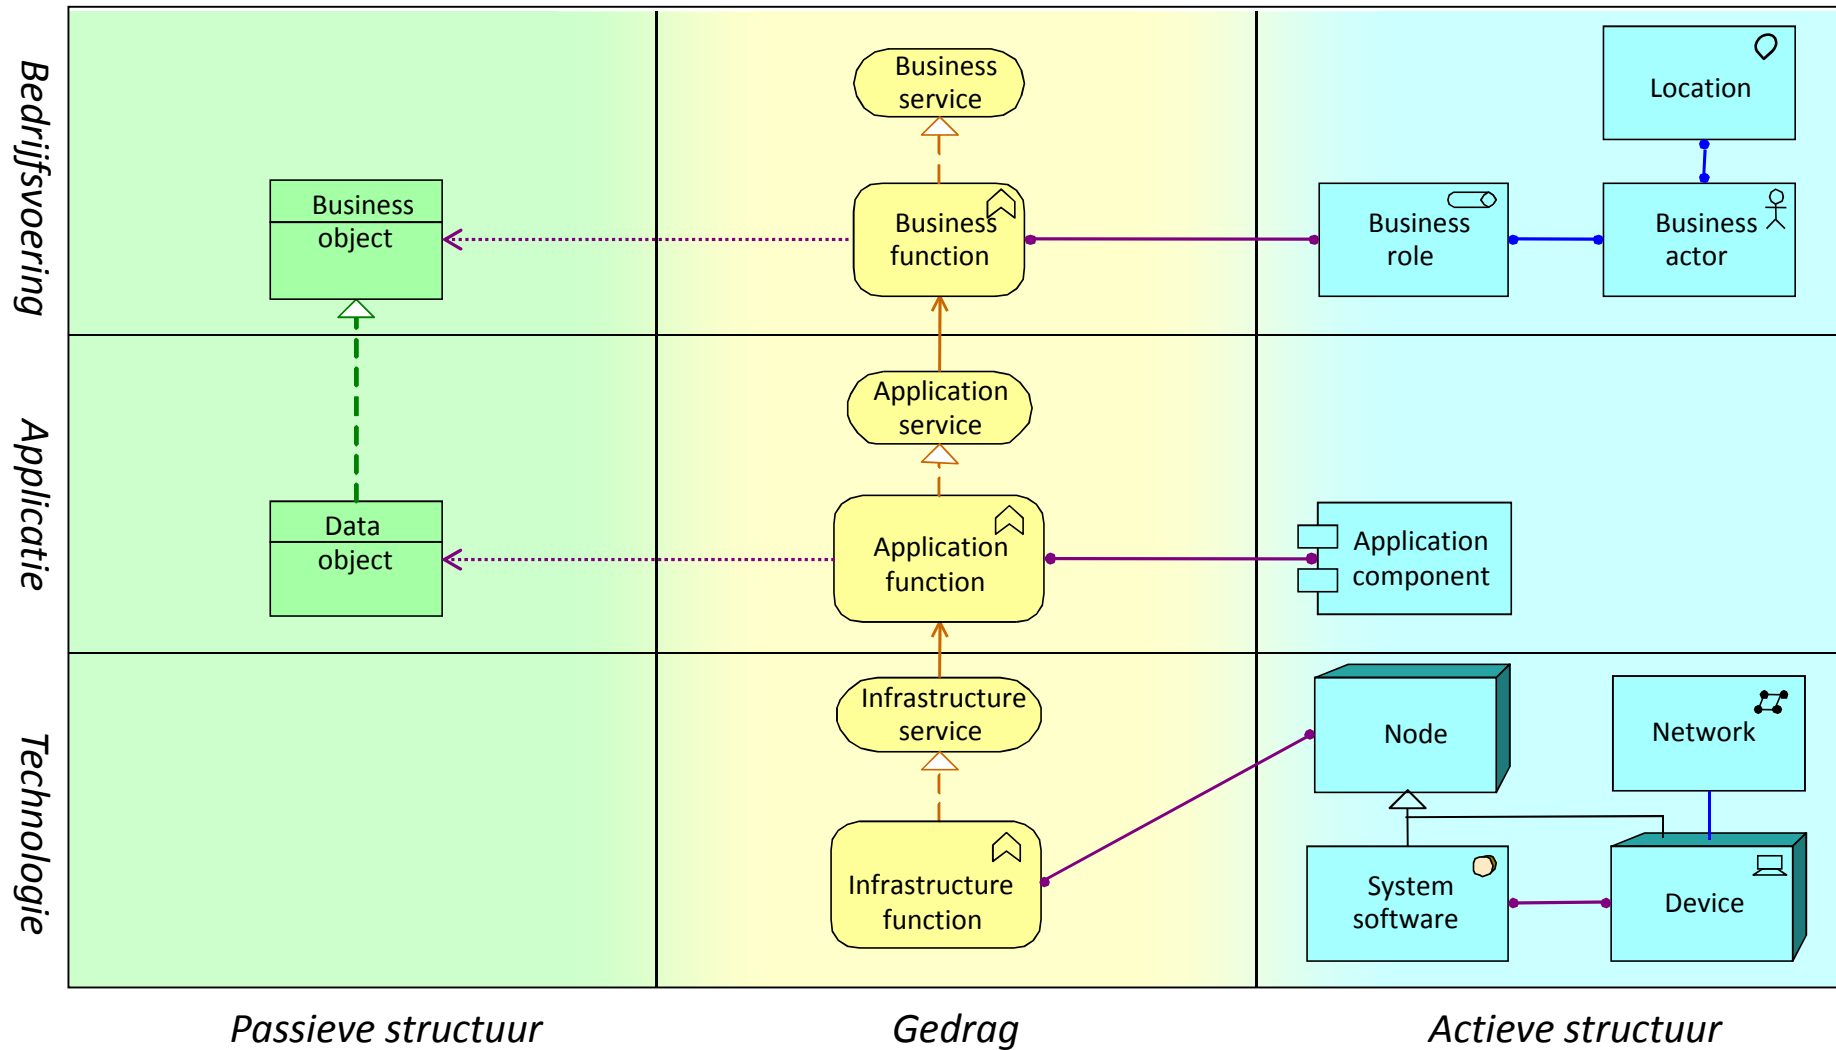 Bedrijfsvoering
Business
service
Location
Business
object
Business
function
Business
role
Business
actor
Applicatie
Application
service
Data
object
Application
function
Application
component
Technologie
Infrastructure
service
Node
Network
Infrastructure
function
System
software
Device
Passieve structuur
Gedrag
Actieve structuur